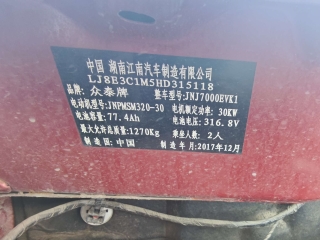 中国 湖南江南汽车制造有限公司
LJ8E3C1M5HD315118
品牌: 众泰牌 整车型号: JNJ7000EVK1
电动机型号: JNPMSM320-30 电机额定功率: 30KW
电池容量: 77.4Ah 电池电压: 316.8V
最大允许总质量: 1270Kg 乘坐人数: 2人
制造国: 中国 制造年月: 2017年12月